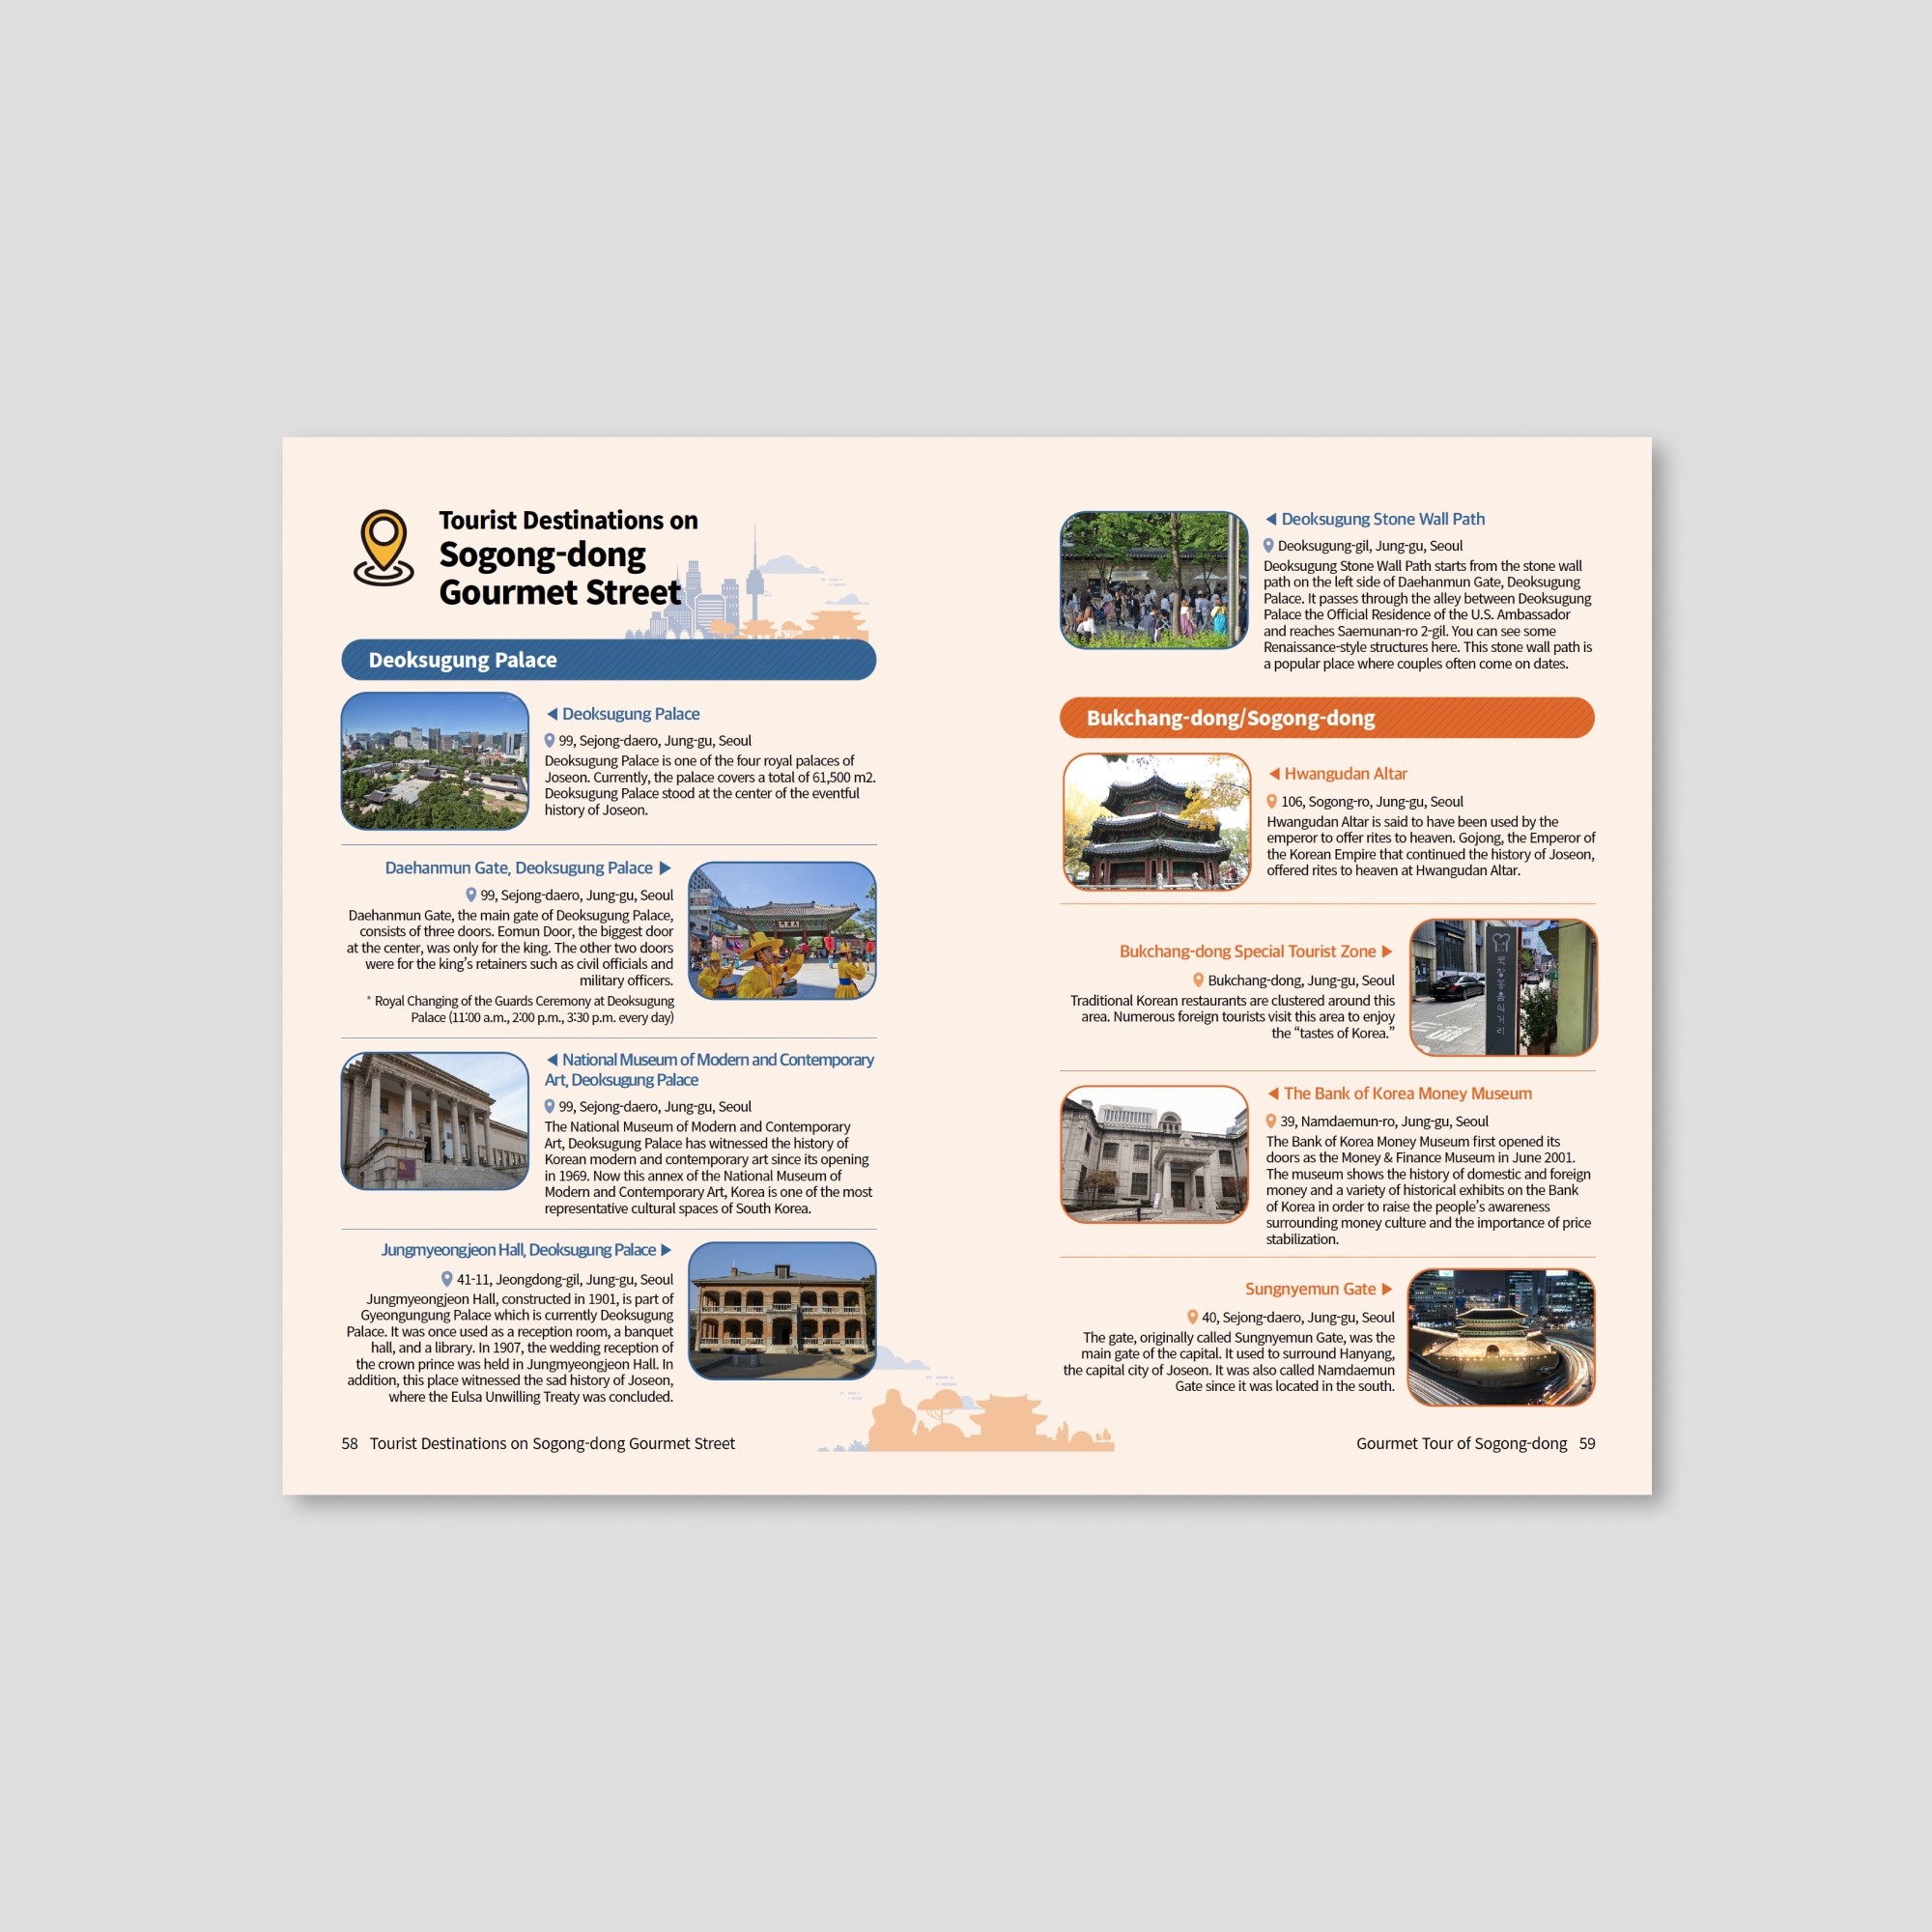 Tourist Destinations on
Sogong-dong
Gourmet Street
Deoksugung Palace
◀ Deoksugung Palace
99, Sejong-daero, Jung-gu, Seoul
Deoksugung Palace is one of the four royal palaces of
Joseon. Currently, the palace covers a total of 61,500 m2.
Deoksugung Palace stood at the center of the eventful
history of Joseon.
Daehanmun Gate, Deoksugung Palace ▶
99, Sejong-daero, Jung-gu, Seoul
Daehanmun Gate, the main gate of Deoksugung Palace,
consists of three doors. Eomun Door, the biggest door
at the center, was only for the king. The other two doors
were for the king's retainers such as civil officials and
military officers.
* Royal Changing of the Guards Ceremony at Deoksugung
Palace (11:00 a.m., 2:00 p.m., 3:30 p.m. every day)
◀ National Museum of Modern and Contemporary
Art, Deoksugung Palace
99, Sejong-daero, Jung-gu, Seoul
The National Museum of Modern and Contemporary
Art, Deoksugung Palace has witnessed the history of
Korean modern and contemporary art since its opening
in 1969. Now this annex of the National Museum of
Modern and Contemporary Art, Korea is one of the most
representative cultural spaces of South Korea.
Jungmyeongjeon Hall, Deoksugung Palace ▶
41-11, Jeongdong-gil, Jung-gu, Seoul
Jungmyeongjeon Hall, constructed in 1901, is part of
Gyeongungung Palace which is currently Deoksugung
Palace. It was once used as a reception room, a banquet
hall, and a library. In 1907, the wedding reception of
the crown prince was held in Jungmyeongjeon Hall. In
addition, this place witnessed the sad history of Joseon,
where the Eulsa Unwilling Treaty was concluded.
58 Tourist Destinations on Sogong-dong Gourmet Street
◀ Deoksugung Stone Wall Path
Deoksugung-gil, Jung-gu, Seoul
Deoksugung Stone Wall Path starts from the stone wall
path on the left side of Daehanmun Gate, Deoksugung
Palace. It passes through the alley between Deoksugung
Palace the Official Residence of the U.S. Ambassador
and reaches Saemunan-ro 2-gil. You can see some
Renaissance-style structures here. This stone wall path is
a popular place where couples often come on dates.
Bukchang-dong/Sogong-dong
◀ Hwangudan Altar
106, Sogong-ro, Jung-gu, Seoul
Hwangudan Altar is said to have been used by the
emperor to offer rites to heaven. Gojong, the Emperor of
the Korean Empire that continued the history of Joseon,
offered rites to heaven at Hwangudan Altar.
Bukchang-dong Special Tourist Zone ▶
Bukchang-dong, Jung-gu, Seoul
Traditional Korean restaurants are clustered around this
area. Numerous foreign tourists visit this area to enjoy
the “tastes of Korea.”
북창동음식거리
◀ The Bank of Korea Money Museum
39, Namdaemun-ro, Jung-gu, Seoul
The Bank of Korea Money Museum first opened its
doors as the Money & Finance Museum in June 2001.
The museum shows the history of domestic and foreign
money and a variety of historical exhibits on the Bank
of Korea in order to raise the people's awareness
surrounding money culture and the importance of price
stabilization.
Sungnyemun Gate ▶
40, Sejong-daero, Jung-gu, Seoul
The gate, originally called Sungnyemun Gate, was the
main gate of the capital. It used to surround Hanyang,
the capital city of Joseon. It was also called Namdaemun
Gate since it was located in the south.
Gourmet Tour of Sogong-dong 59